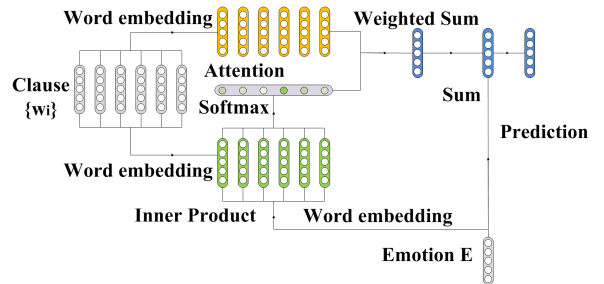 Word embedding
Weighted Sum
Attention
Clause
{wi}
Softmax
Sum
Prediction
Word embedding
Inner Product
Word embedding
Emotion E